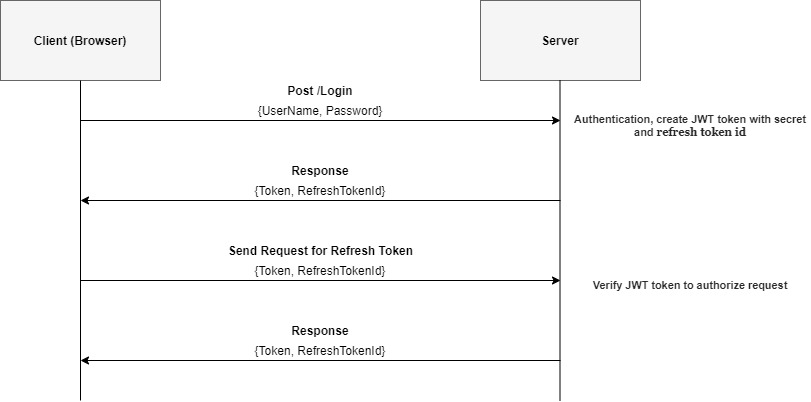 Client (Browser)
Server
Post /Login
{UserName, Password}
Authentication, create JWT token with secret
and refresh token id
Response
{Token, RefreshTokenId}
Send Request for Refresh Token
{Token, RefreshTokenId}
Verify JWT token to authorize request
Response
{Token, RefreshTokenId}